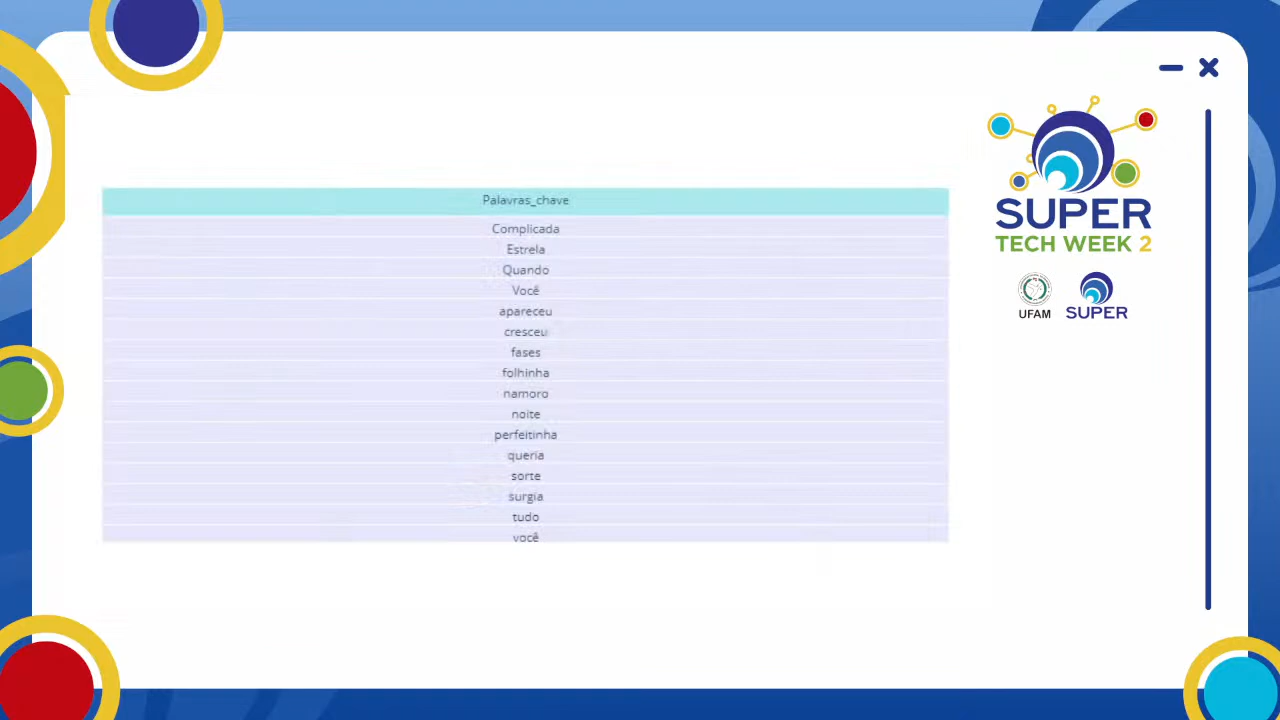 Palavras_chave
Complicada
Estrela
Quando
Você
apareceu
cresceu
fases
folhinha
namoro
noite
perfeitinha
queria
sorte
surgia
tudo
você
SUPER
TECH WEEK 2
UFAM
SUPER